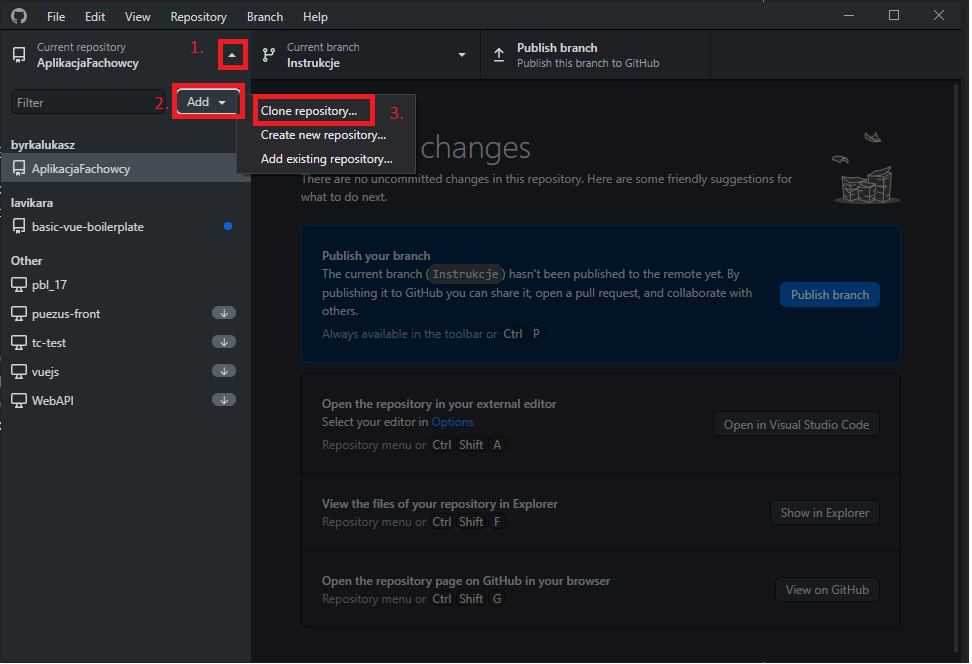 File Edit View Repository Branch Help
Current repository
AplikacjaFachowcy
1.
Current branch
Instrukcje
Publish branch
Publish this branch to GitHub
Filter
2.
Add
Clone repository...
3.
Create new repository...
Add existing repository...
byrkalukasz
AplikacjaFachowcy
lavikara
basic-vue-boilerplate
Other
pbl_17
puezus-front
tc-test
vuejs
WebAPI
changes
There are no uncommitted changes in this repository. Here are some friendly suggestions for
what to do next.
Publish your branch
The current branch (Instrukcje) hasn't been published to the remote yet. By
publishing it to GitHub you can share it, open a pull request, and collaborate with
others.
Always available in the toolbar or Ctrl P
Publish branch
Open the repository in your external editor
Select your editor in Options
Repository menu or Ctrl Shift A
Open in Visual Studio Code
View the files of your repository in Explorer
Repository menu or Ctrl Shift F
Show in Explorer
Open the repository page on GitHub in your browser
Repository menu or Ctrl Shift G
View on GitHub